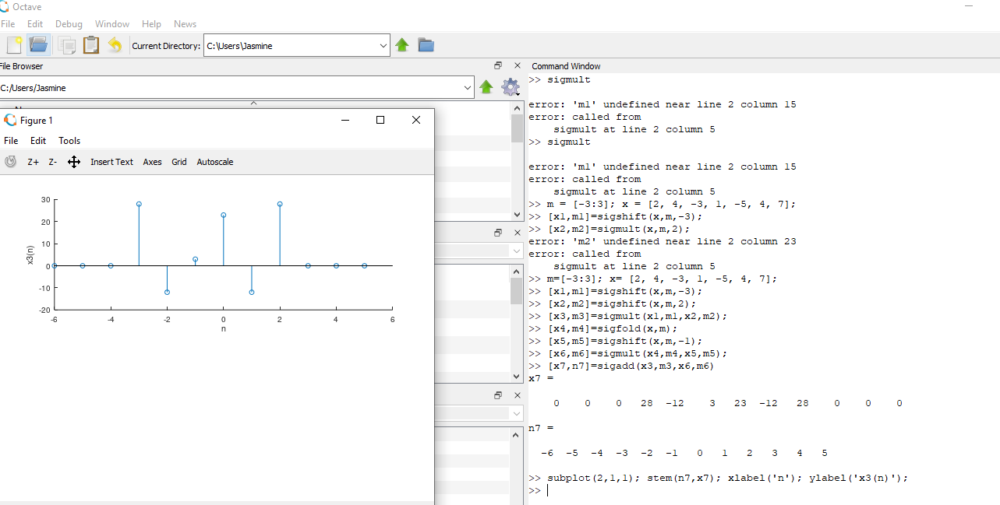 Octave
File Edit Debug Window Help News
Current Directory: C:\Users\Jasmine
File Browser
C:/Users/Jasmine
Figure 1
File Edit Tools
Z+ Z- Insert Text Axes Grid Autoscale
30
20
10
0
-10
-20
x3(n)
-6 -4 -2 0 2 4 6
n
Command Window
>> sigmult
error: 'm1' undefined near line 2 column 15
error: called from
sigmult at line 2 column 5
>> sigmult
error: 'm1' undefined near line 2 column 15
error: called from
sigmult at line 2 column 5
>> m = [-3:3]; x = [2, 4, -3, 1, -5, 4, 7];
>> [x1,m1]=sigshift(x,m,-3);
>> [x2,m2]=sigmult(x,m,2);
error: 'm2' undefined near line 2 column 23
error: called from
sigmult at line 2 column 5
>> m=[-3:3]; x= [2, 4, -3, 1, -5, 4, 7];
>> [x1,m1]=sigshift(x,m,-3);
>> [x2,m2]=sigshift(x,m,2);
>> [x3,m3]=sigmult(x1,m1,x2,m2);
>> [x4,m4]=sigfold(x,m);
>> [x5,m5]=sigshift(x,m,-1);
>> [x6,m6]=sigmult(x4,m4,x5,m5);
>> [x7,n7]=sigadd(x3,m3,x6,m6)
x7 =
0 0 0 28 -12 3 23 -12 28 0 0 0
n7 =
-6 -5 -4 -3 -2 -1 0 1 2 3 4 5
>> subplot(2,1,1); stem(n7,x7); xlabel('n'); ylabel('x3(n)');
>>